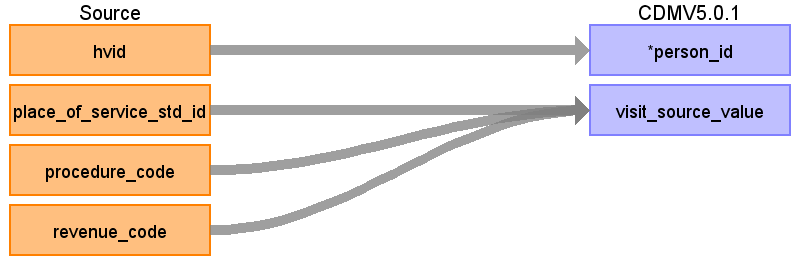 Source
CDMV5.0.1
hvid
*person_id
place_of_service_std_id
visit_source_value
procedure_code
revenue_code